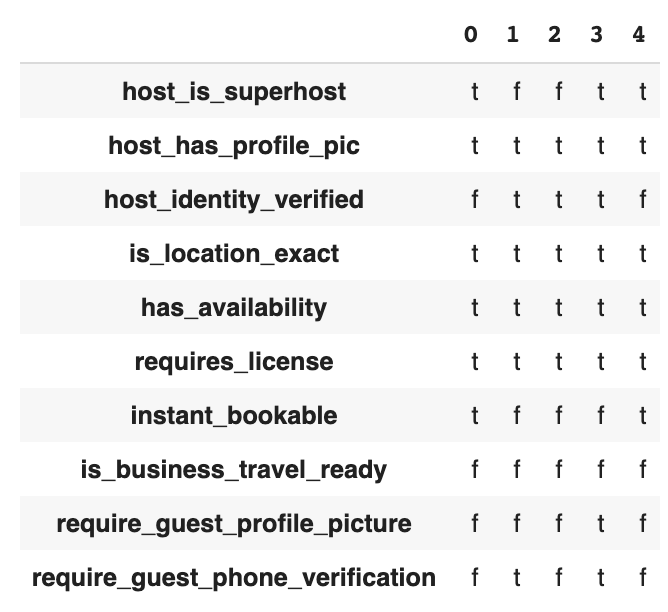 0 1 2 3 4
host_is_superhost t f f t t
host_has_profile_pic t t t t t
host_identity_verified f t t t f
is_location_exact t t t t t
has_availability t t t t t
requires_license t t t t t
instant_bookable t f f f t
is_business_travel_ready f f f f f
require_guest_profile_picture f f f t f
require_guest_phone_verification f t f t f